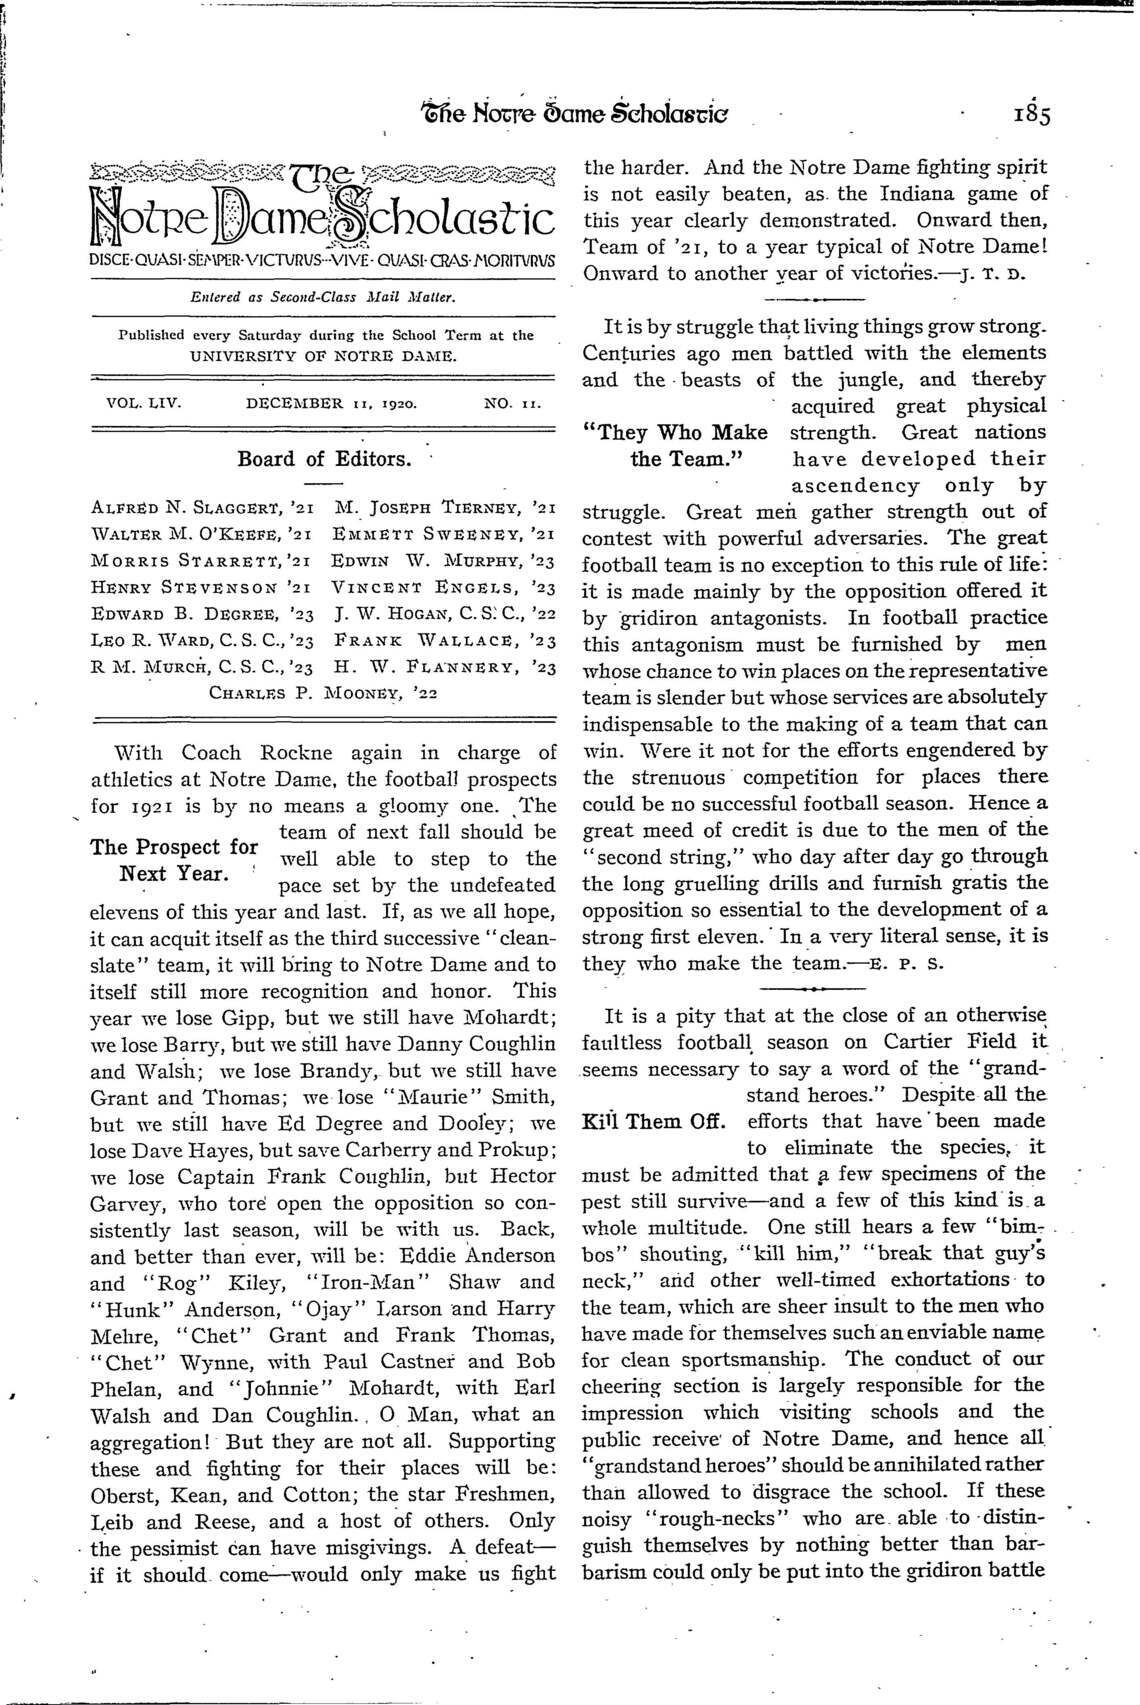 The Notre Dame Scholastic
185
The
Notre Dame Scholastic
DISCE·QUASI·SEMPER·VICTURUS--VIVE·QUASI·CRAS·MORITURUS
Entered as Second-Class Mail Matter.
Published every Saturday during the School Term at the
UNIVERSITY OF NOTRE DAME.
VOL. LIV. DECEMBER 11, 1920. NO. 11.
Board of Editors.
ALFRED N. SLAGGERT, '21 M. JOSEPH TIERNEY, '21
WALTER M. O'KEEFE, '21 EMMETT SWEENEY, '21
MORRIS STARRETT, '21 EDWIN W. MURPHY, '23
HENRY STEVENSON '21 VINCENT ENGELS, '23
EDWARD B. DEGREE, '23 J. W. HOGAN, C. S. C., '22
LEO R. WARD, C. S. C., '23 FRANK WALLACE, '23
R M. MURCH, C. S. C., '23 H. W. FLANNERY, '23
CHARLES P. MOONEY, '22
With Coach Rockne again in charge of
athletics at Notre Dame, the football prospects
for 1921 is by no means a gloomy one. The
team of next fall should be
The Prospect for
well able to step to the
Next Year.
pace set by the undefeated
elevens of this year and last. If, as we all hope,
it can acquit itself as the third successive "clean-
slate" team, it will bring to Notre Dame and to
itself still more recognition and honor. This
year we lose Gipp, but we still have Mohardt;
we lose Barry, but we still have Danny Coughlin
and Walsh; we lose Brandy, but we still have
Grant and Thomas; we lose "Maurie" Smith,
but we still have Ed Degree and Dooley; we
lose Dave Hayes, but save Carberry and Prokup;
we lose Captain Frank Coughlin, but Hector
Garvey, who tore open the opposition so con-
sistently last season, will be with us. Back,
and better than ever, will be: Eddie Anderson
and "Rog" Kiley, "Iron-Man" Shaw and
"Hunk" Anderson, "Ojay" Larson and Harry
Mehre, "Chet" Grant and Frank Thomas,
"Chet" Wynne, with Paul Castner and Bob
Phelan, and "Johnnie" Mohardt, with Earl
Walsh and Dan Coughlin. O Man, what an
aggregation! But they are not all. Supporting
these and fighting for their places will be:
Oberst, Kean, and Cotton; the star Freshmen,
Leib and Reese, and a host of others. Only
the pessimist can have misgivings. A defeat—
if it should come—would only make us fight
the harder. And the Notre Dame fighting spirit
is not easily beaten, as the Indiana game of
this year clearly demonstrated. Onward then,
Team of '21, to a year typical of Notre Dame!
Onward to another year of victories.—J. T. D.
It is by struggle that living things grow strong.
Centuries ago men battled with the elements
and the beasts of the jungle, and thereby
acquired great physical
"They Who Make strength. Great nations
the Team." have developed their
ascendency only by
struggle. Great men gather strength out of
contest with powerful adversaries. The great
football team is no exception to this rule of life:
it is made mainly by the opposition offered it
by gridiron antagonists. In football practice
this antagonism must be furnished by men
whose chance to win places on the representative
team is slender but whose services are absolutely
indispensable to the making of a team that can
win. Were it not for the efforts engendered by
the strenuous competition for places there
could be no successful football season. Hence a
great meed of credit is due to the men of the
"second string," who day after day go through
the long gruelling drills and furnish gratis the
opposition so essential to the development of a
strong first eleven. In a very literal sense, it is
they who make the team.—E. P. S.
It is a pity that at the close of an otherwise
faultless football season on Cartier Field it
seems necessary to say a word of the "grand-
stand heroes." Despite all the
Kill Them Off. efforts that have been made
to eliminate the species, it
must be admitted that a few specimens of the
pest still survive—and a few of this kind is a
whole multitude. One still hears a few "bim-
bos" shouting, "kill him," "break that guy's
neck," and other well-timed exhortations to
the team, which are sheer insult to the men who
have made for themselves such an enviable name
for clean sportsmanship. The conduct of our
cheering section is largely responsible for the
impression which visiting schools and the
public receive of Notre Dame, and hence all
"grandstand heroes" should be annihilated rather
than allowed to disgrace the school. If these
noisy "rough-necks" who are able to distin-
guish themselves by nothing better than bar-
barism could only be put into the gridiron battle